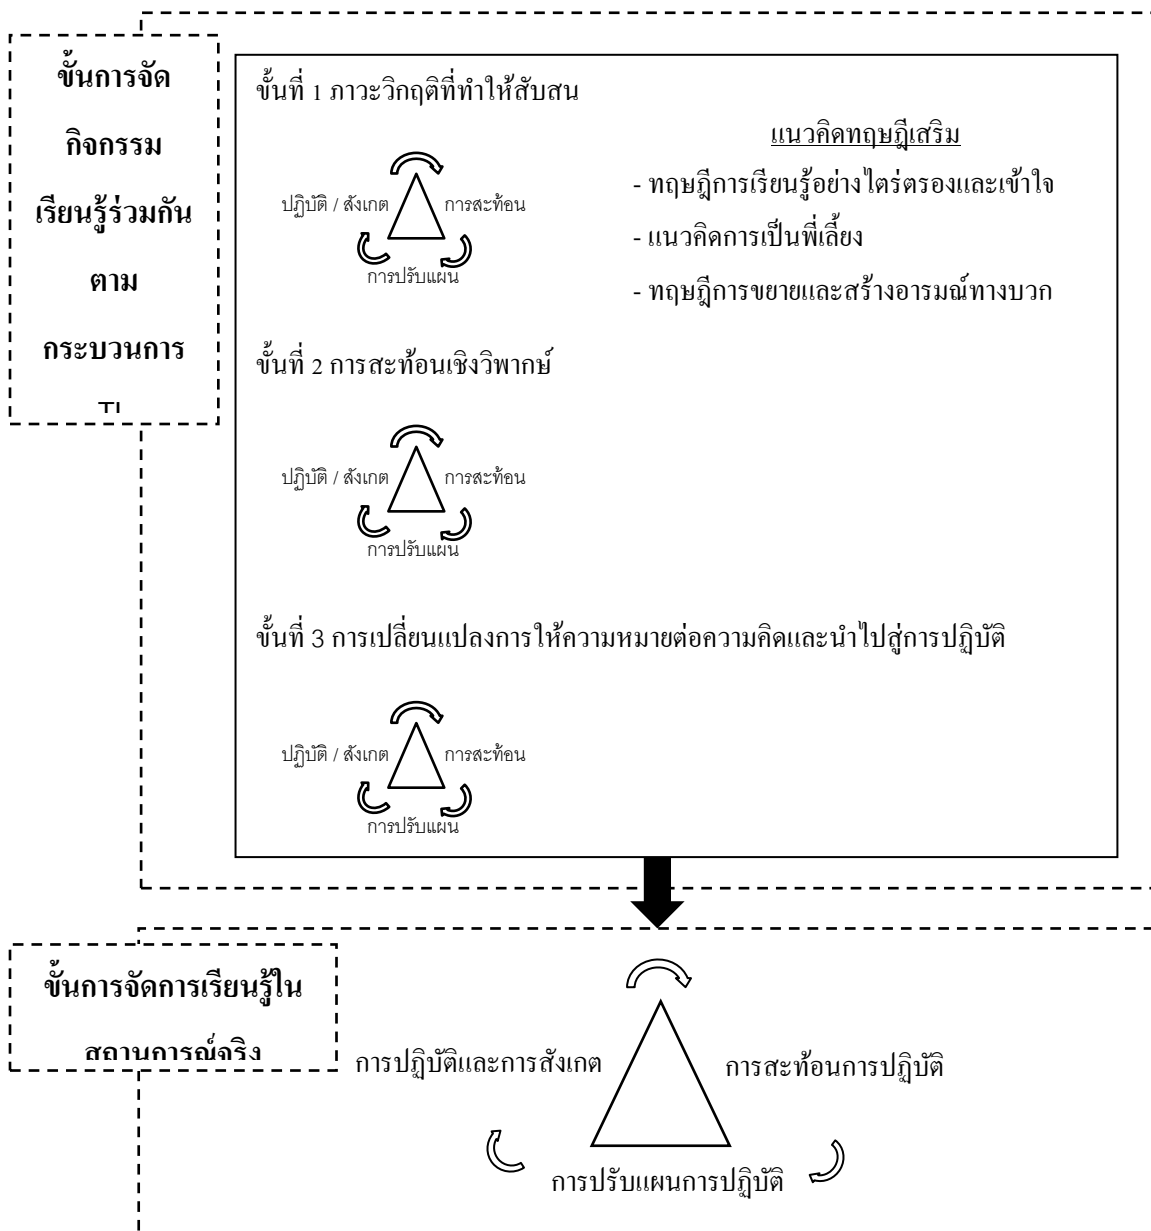 ขั้นการจัด
กิจกรรม
เรียนรู้ร่วมกัน
ตาม
กระบวนการ
ขั้นที่ 1 ภาวะวิกฤติที่ทำให้สับสน
แนวคิดทฤษฎีเสริม
- ทฤษฎีการเรียนรู้อย่างไตร่ตรองและเข้าใจ
- แนวคิดการเป็นพี่เลี้ยง
- ทฤษฎีการขยายและสร้างอารมณ์ทางบวก
ปฏิบัติ / สังเกต
การสะท้อน
การปรับแผน
ขั้นที่ 2 การสะท้อนเชิงวิพากษ์
ปฏิบัติ / สังเกต
การสะท้อน
การปรับแผน
ขั้นที่ 3 การเปลี่ยนแปลงการให้ความหมายต่อความคิดและนำไปสู่การปฏิบัติ
ปฏิบัติ / สังเกต
การสะท้อน
การปรับแผน
ขั้นการจัดการเรียนรู้ใน
สถานการณ์จริง
การปฏิบัติและการสังเกต
การสะท้อนการปฏิบัติ
การปรับแผนการปฏิบัติ